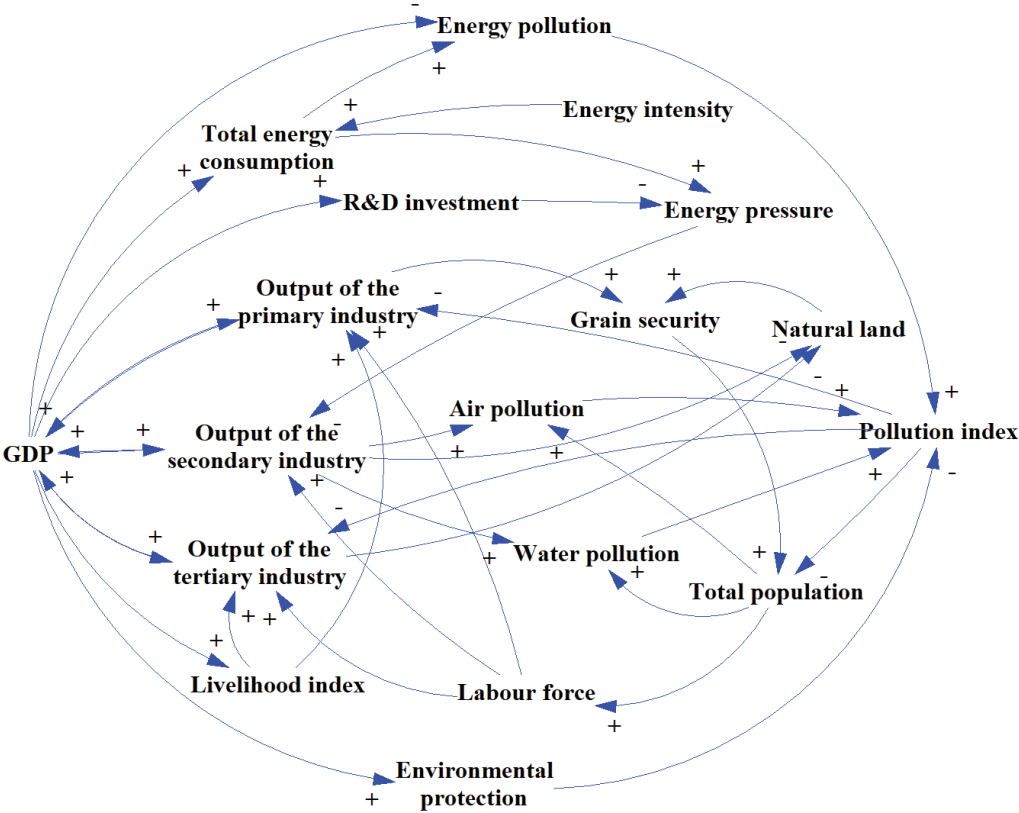 -
Energy pollution
+
+
Energy intensity
Total energy
consumption
+
+
+
-
R&D investment
Energy pressure
+
+
Output of the
primary industry
+
-
Grain security
Natural land
+
+
-
-
+
+
+
Air pollution
+
+
-
Output of the
secondary industry
Pollution index
GDP
+
+
+
+
-
+
-
+
Output of the
tertiary industry
+
Water pollution
+
+
-
Total population
+
+
+
Livelihood index
Labour force
+
Environmental
protection
+